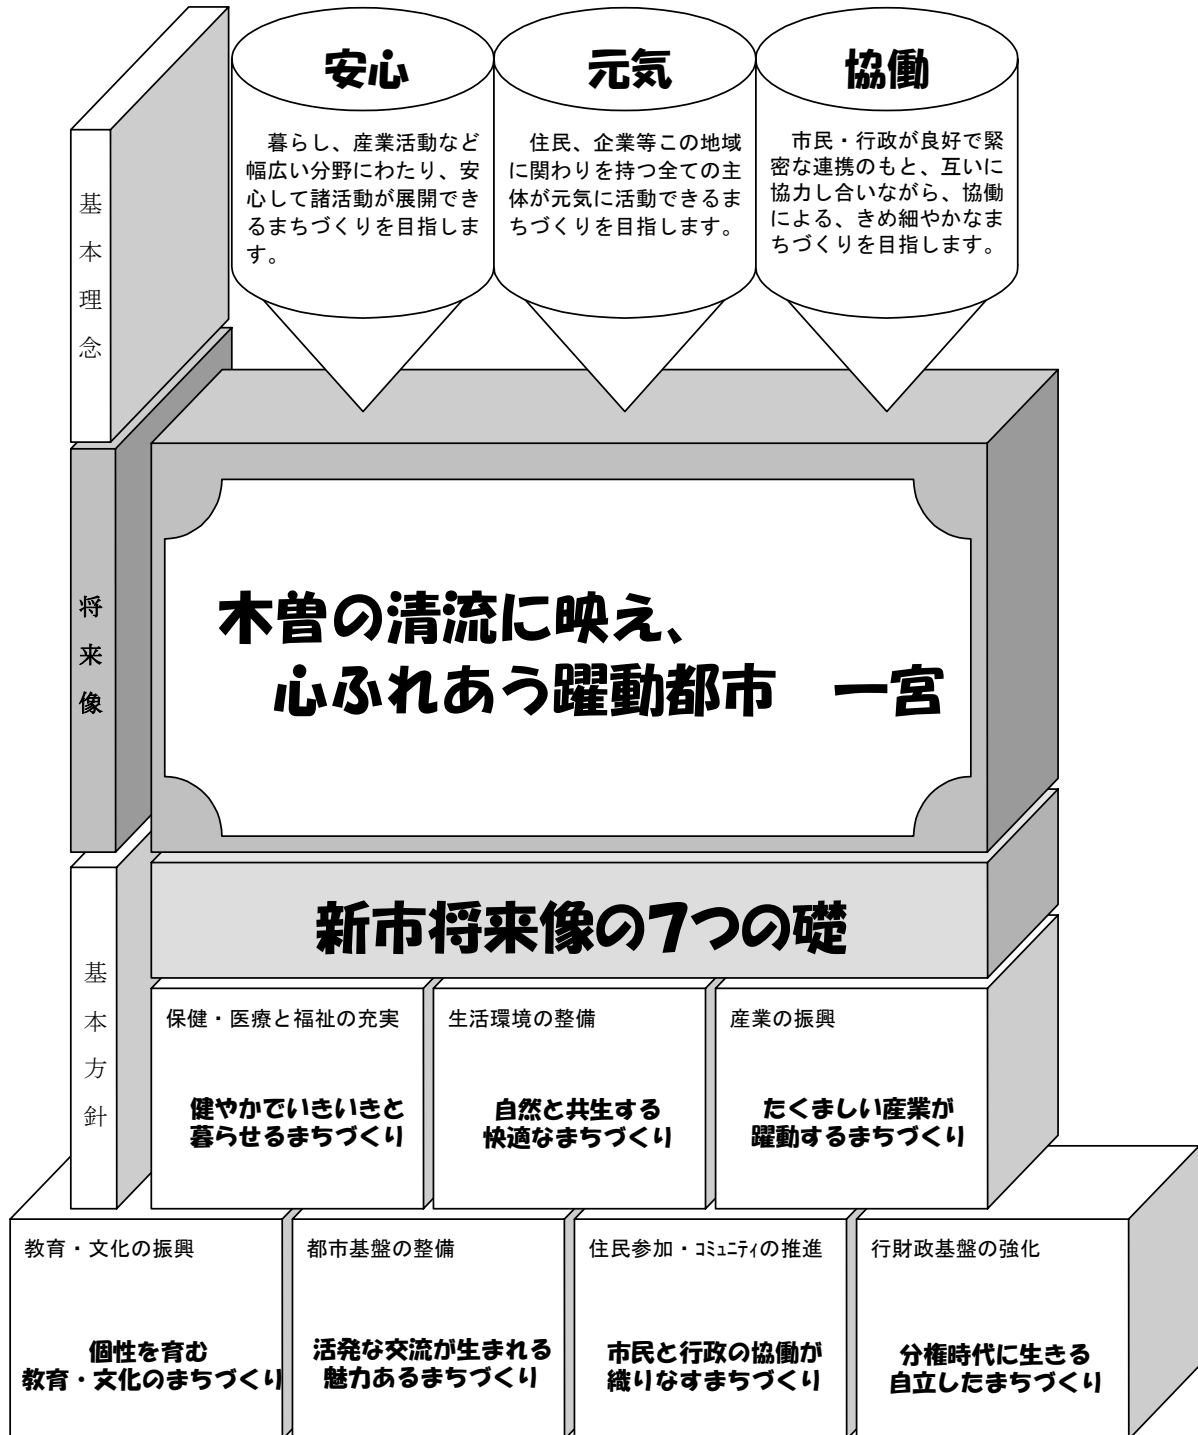 基本理念
安心
暮らし、産業活動など
幅広い分野にわたり、安
心して諸活動が展開でき
るまちづくりを目指しま
す。
元気
住民、企業等この地域
に関わりを持つ全ての主
体が元気に活動できるま
ちづくりを目指します。
協働
市民・行政が良好で緊
密な連携のもと、互いに
協力し合いながら、協働
による、きめ細やかなま
ちづくりを目指します。
将来像
木曽の清流に映え、
心ふれあう躍動都市　一宮
基本方針
新市将来像の7つの礎
保健・医療と福祉の充実
健やかでいきいきと
暮らせるまちづくり
生活環境の整備
自然と共生する
快適なまちづくり
産業の振興
たくましい産業が
躍動するまちづくり
教育・文化の振興
個性を育む
教育・文化のまちづくり
都市基盤の整備
活発な交流が生まれる
魅力あるまちづくり
住民参加・ｺﾐｭﾆﾃｨの推進
市民と行政の協働が
織りなすまちづくり
行財政基盤の強化
分権時代に生きる
自立したまちづくり